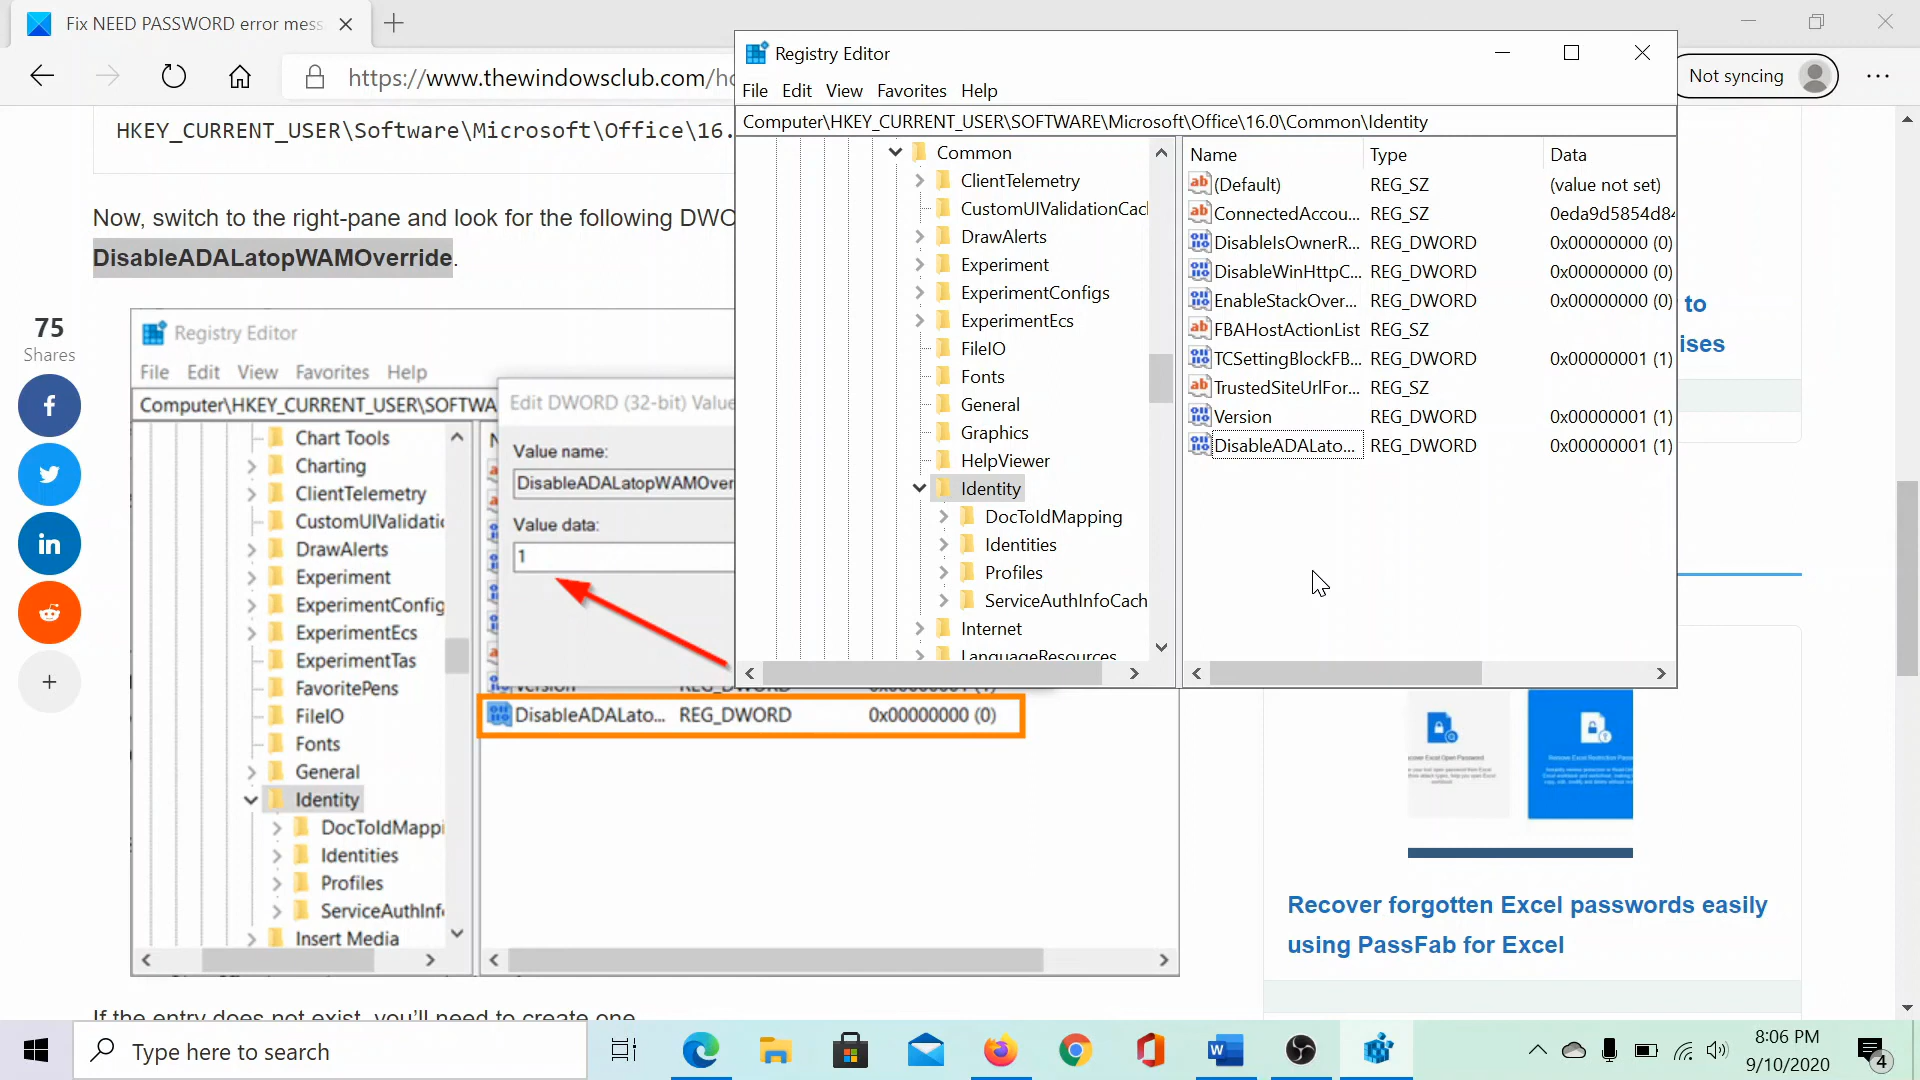 Fix NEED PASSWORD error mess
https://www.thewindowsclub.com/ho
Not syncing
HKEY_CURRENT_USER\Software\Microsoft\Office\16.
Now, switch to the right-pane and look for the following DWO
DisableADALatopWAMOverride.
75
Shares
Registry Editor
File Edit View Favorites Help
Computer\HKEY_CURRENT_USER\SOFTWA
Chart Tools
Charting
ClientTelemetry
CustomUIValidatic
DrawAlerts
Experiment
ExperimentConfig
ExperimentEcs
ExperimentTas
FavoritePens
FileIO
Fonts
General
Identity
DocToIdMappi
Identities
Profiles
ServiceAuthInf
Insert Media
Edit DWORD (32-bit) Value
Value name:
DisableADALatopWAMOver
Value data:
1
Version REG_DWORD 0x00000001 (1)
DisableADALato... REG_DWORD 0x00000000 (0)
If the entry does not exist, you'll need to create one
Registry Editor
File Edit View Favorites Help
Computer\HKEY_CURRENT_USER\SOFTWARE\Microsoft\Office\16.0\Common\Identity
Common
ClientTelemetry
CustomUIValidationCac
DrawAlerts
Experiment
ExperimentConfigs
ExperimentEcs
FileIO
Fonts
General
Graphics
HelpViewer
Identity
DocToIdMapping
Identities
Profiles
ServiceAuthInfoCach
Internet
LanguageResources
Name Type Data
(Default) REG_SZ (value not set)
ConnectedAccou... REG_SZ 0eda9d5854d84
DisableIsOwnerR... REG_DWORD 0x00000000 (0)
DisableWinHttpC... REG_DWORD 0x00000000 (0)
EnableStackOver... REG_DWORD 0x00000000 (0)
FBAHostActionList REG_SZ
TCSettingBlockFB... REG_DWORD 0x00000001 (1)
TrustedSiteUrlFor... REG_SZ
Version REG_DWORD 0x00000001 (1)
DisableADALato... REG_DWORD 0x00000001 (1)
to
ises
Recover forgotten Excel passwords easily
using PassFab for Excel
Type here to search
8:06 PM
9/10/2020
4